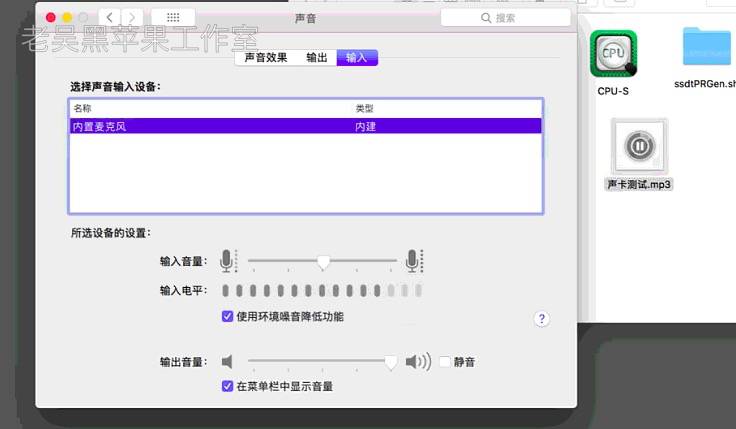 声音
搜索
老吴黑苹果工作室
声音效果 输出 输入
选择声音输入设备：
名称 类型
内置麦克风 内建
所选设备的设置：
输入音量：
输入电平：
使用环境噪音降低功能
?
输出音量： 静音
在菜单栏中显示音量
CPU
CPU-S
ssdtPRGen.sh
声卡测试.mp3